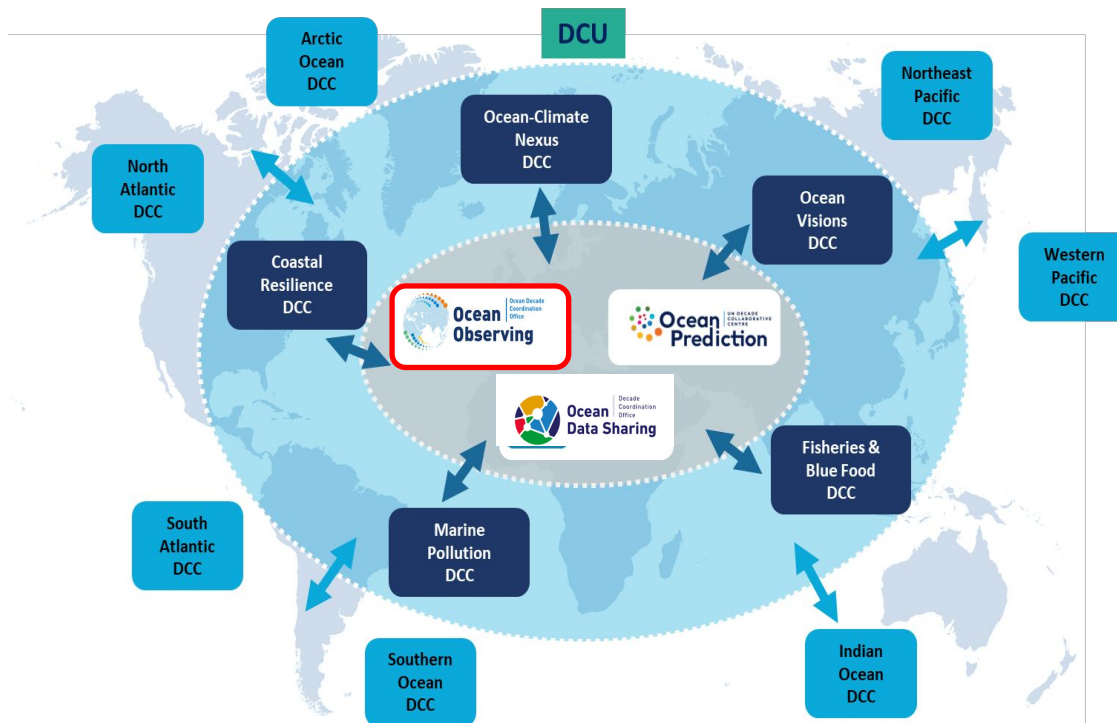 DCU
Arctic
Ocean
DCC
Northeast
Pacific
DCC
Ocean-Climate
Nexus
DCC
North
Atlantic
DCC
Ocean
Visions
DCC
Coastal
Resilience
DCC
Western
Pacific
DCC
Ocean
Observing
Ocean Decade
Coordination
Office
Ocean
Prediction
UN DECADE
COLLABORATIVE
CENTRE
Ocean
Data Sharing
Decade
Coordination
Office
Fisheries &
Blue Food
DCC
South
Atlantic
DCC
Marine
Pollution
DCC
Southern
Ocean
DCC
Indian
Ocean
DCC